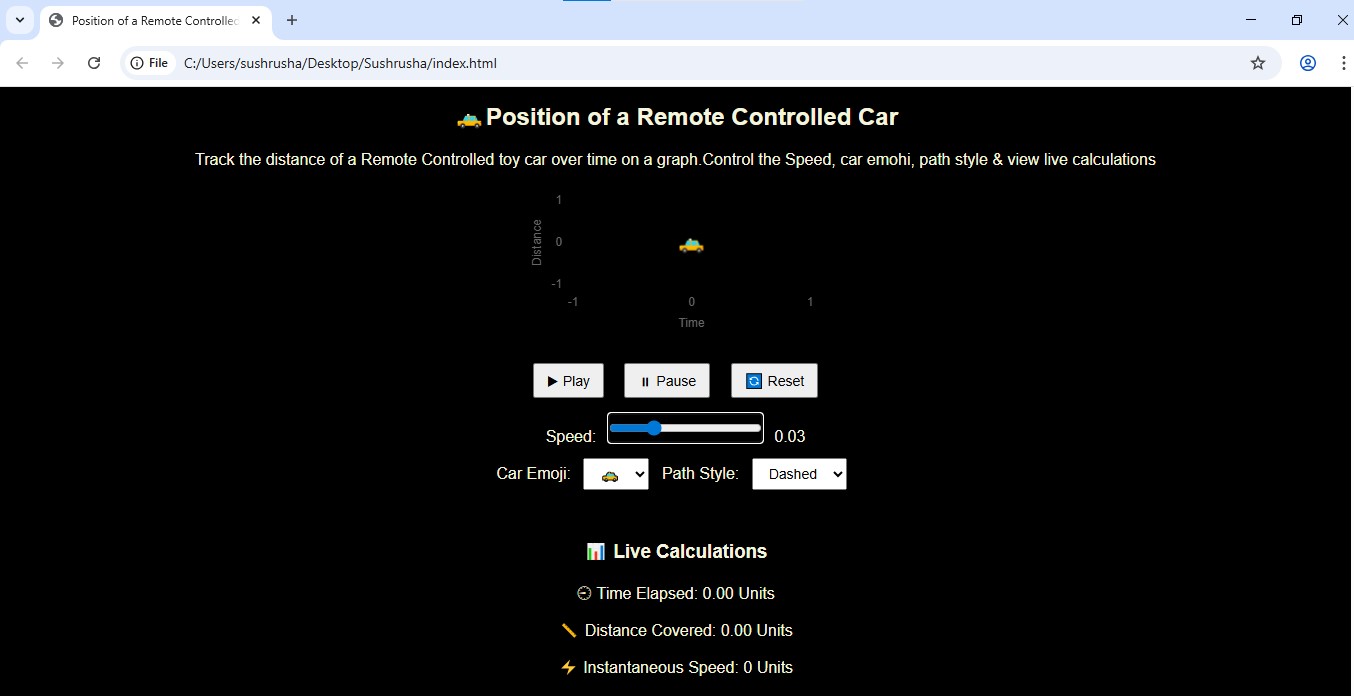 Position of a Remote Controlled
File C:/Users/sushrusha/Desktop/Sushrusha/index.html
Position of a Remote Controlled Car
Track the distance of a Remote Controlled toy car over time on a graph.Control the Speed, car emohi, path style & view live calculations
1
Distance
0
-1
-1 0 1
Time
Play Pause Reset
Speed: 0.03
Car Emoji: Path Style: Dashed
Live Calculations
Time Elapsed: 0.00 Units
Distance Covered: 0.00 Units
Instantaneous Speed: 0 Units